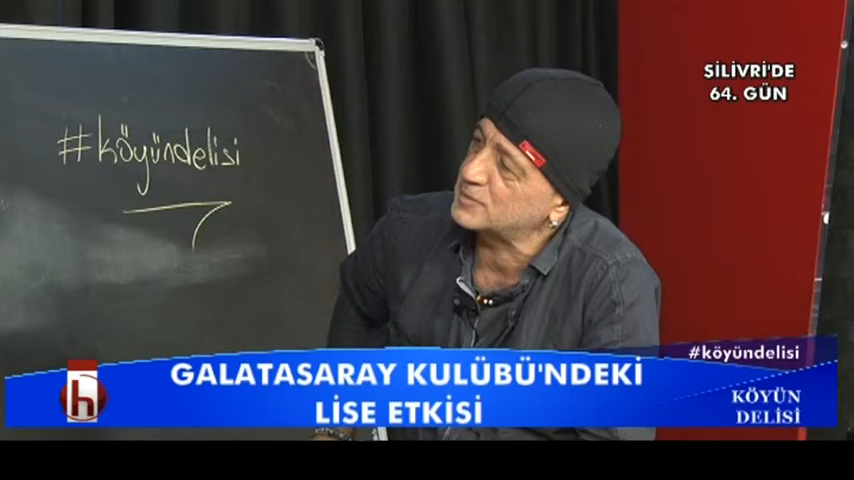 SİLİVRİ'DE
64. GÜN
#köyündelisi
#köyündelisi
GALATASARAY KULÜBÜ'NDEKİ
LİSE ETKİSİ
KÖYÜN
DELİSİ
h